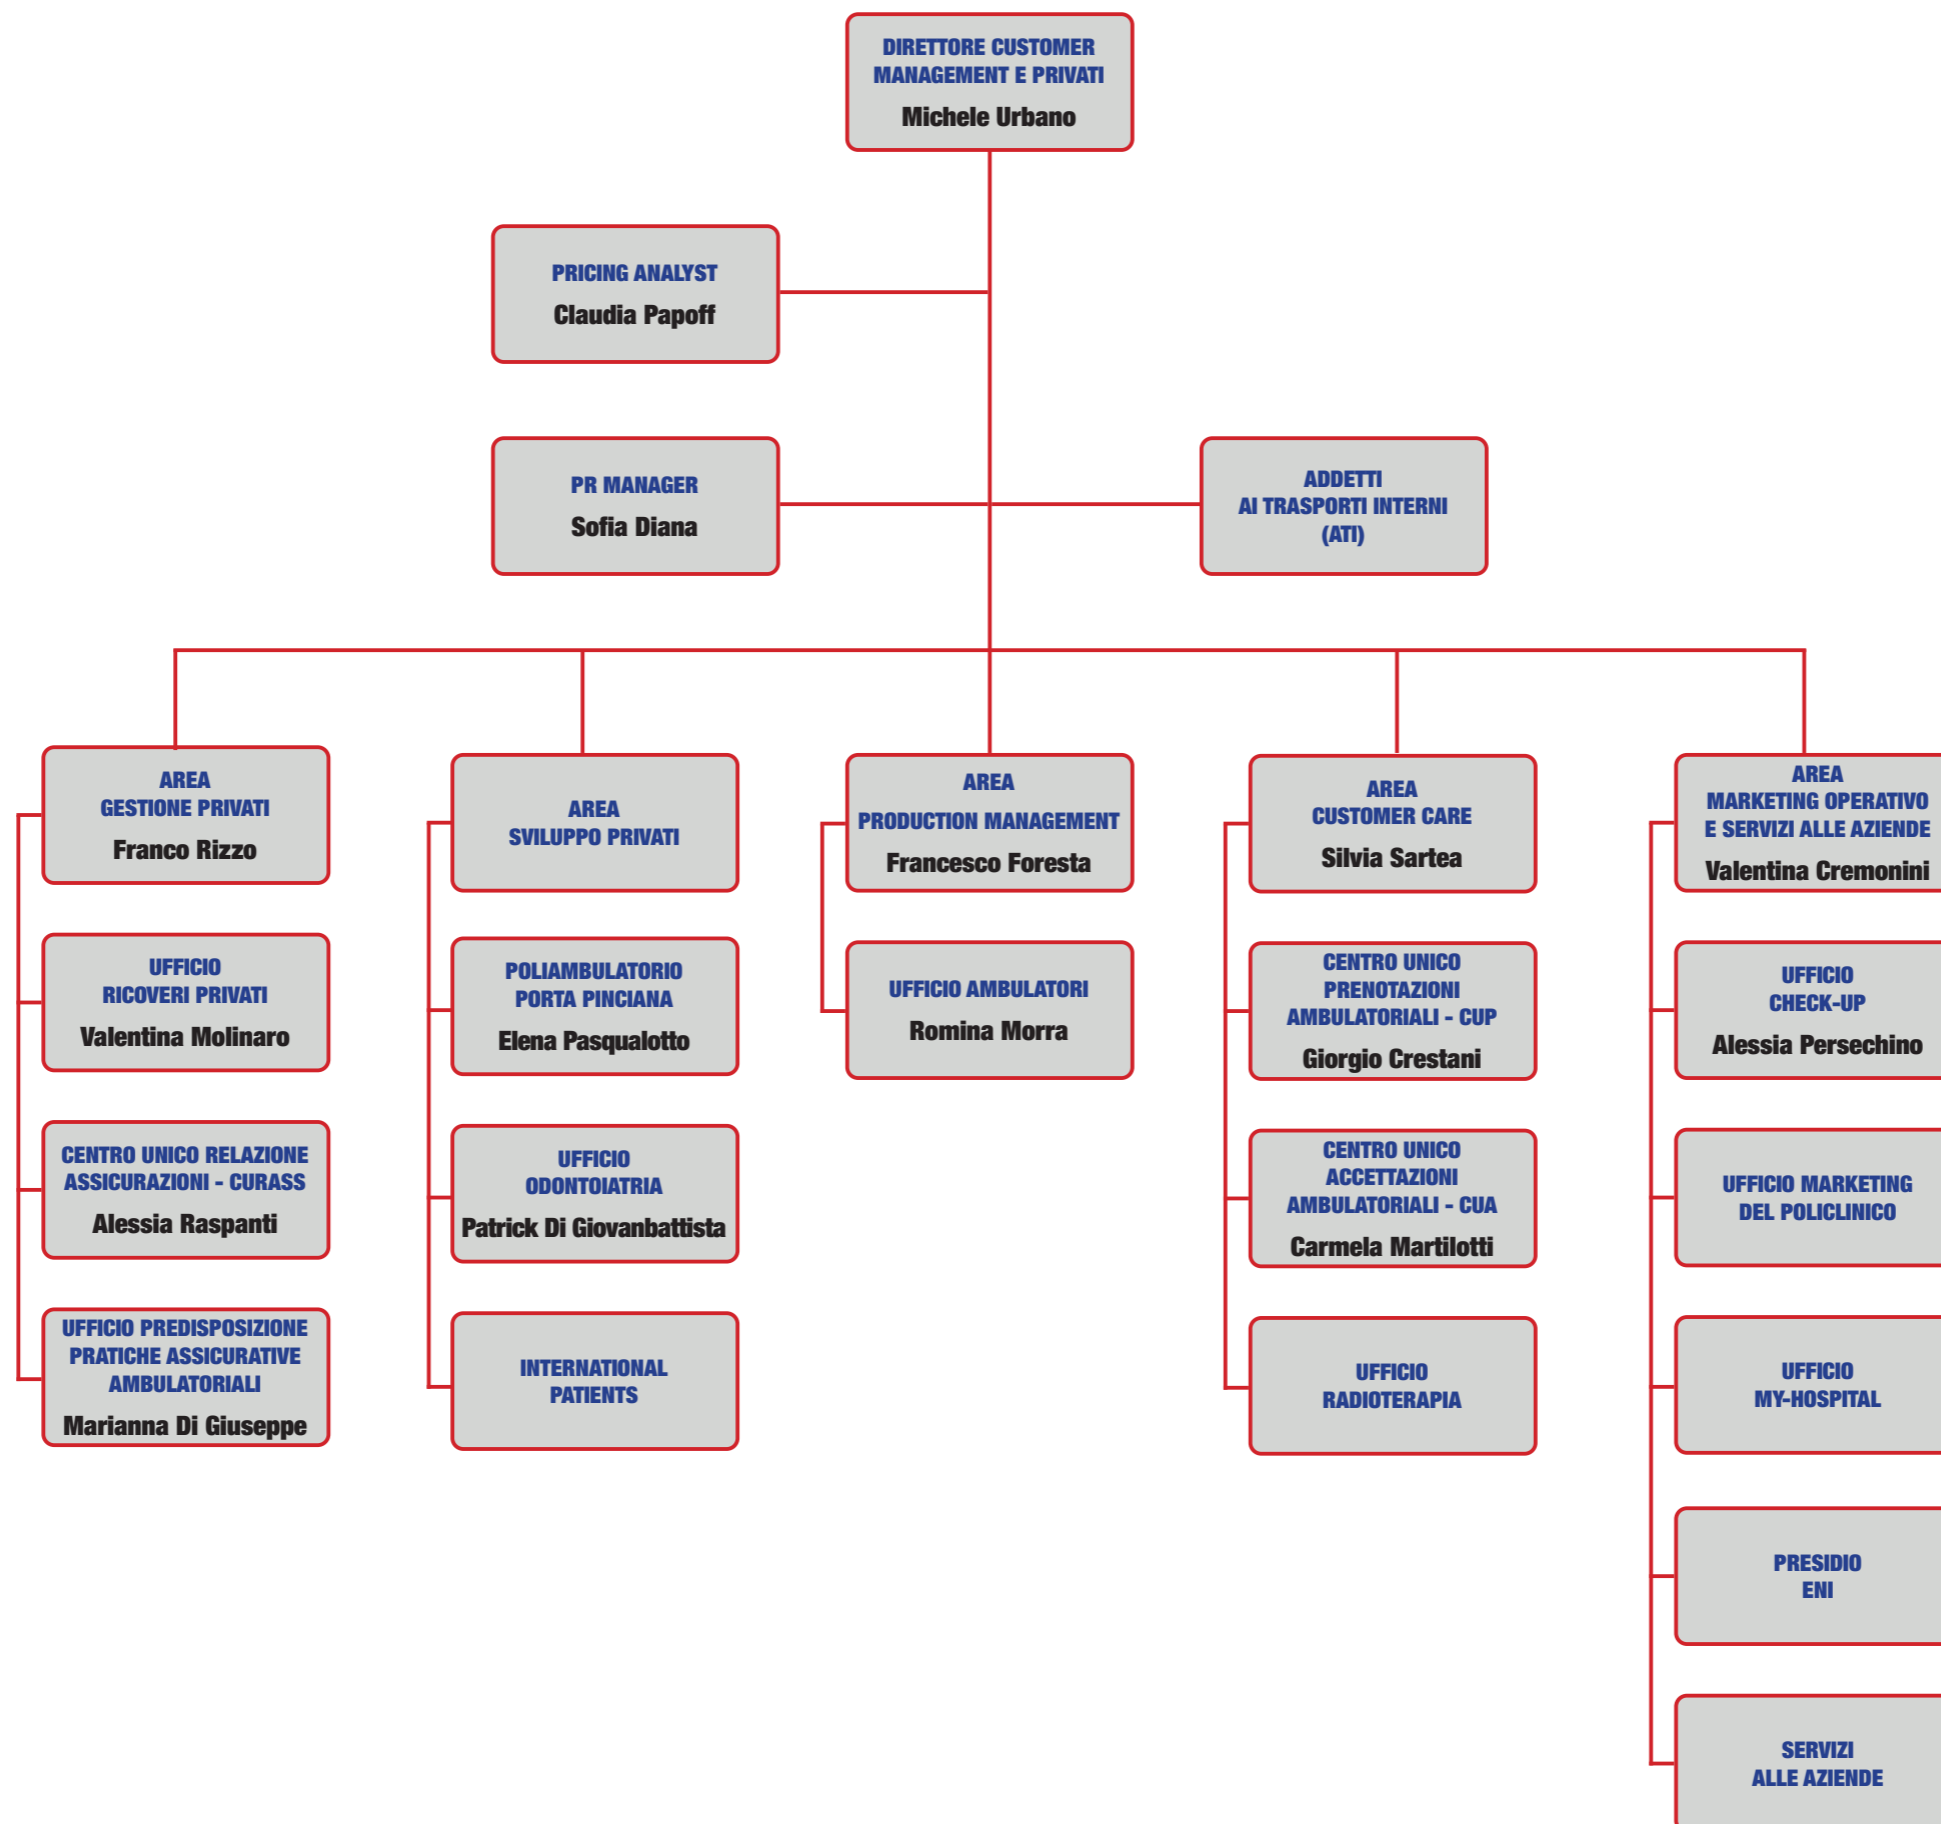 DIRETTORE CUSTOMER
MANAGEMENT E PRIVATI
Michele Urbano
PRICING ANALYST
Claudia Papoff
PR MANAGER
Sofia Diana
ADDETTI
AI TRASPORTI INTERNI
(ATI)
AREA
GESTIONE PRIVATI
Franco Rizzo
UFFICIO
RICOVERI PRIVATI
Valentina Molinaro
CENTRO UNICO RELAZIONE
ASSICURAZIONI - CURASS
Alessia Raspanti
UFFICIO PREDISPOSIZIONE
PRATICHE ASSICURATIVE
AMBULATORIALI
Marianna Di Giuseppe
AREA
SVILUPPO PRIVATI
POLIAMBULATORIO
PORTA PINCIANA
Elena Pasqualotto
UFFICIO
ODONTOIATRIA
Patrick Di Giovanbattista
INTERNATIONAL
PATIENTS
AREA
PRODUCTION MANAGEMENT
Francesco Foresta
UFFICIO AMBULATORI
Romina Morra
AREA
CUSTOMER CARE
Silvia Sartea
CENTRO UNICO
PRENOTAZIONI
AMBULATORIALI - CUP
Giorgio Crestani
CENTRO UNICO
ACCETTAZIONI
AMBULATORIALI - CUA
Carmela Martilotti
UFFICIO
RADIOTERAPIA
AREA
MARKETING OPERATIVO
E SERVIZI ALLE AZIENDE
Valentina Cremonini
UFFICIO
CHECK-UP
Alessia Persechino
UFFICIO MARKETING
DEL POLICLINICO
UFFICIO
MY-HOSPITAL
PRESIDIO
ENI
SERVIZI
ALLE AZIENDE